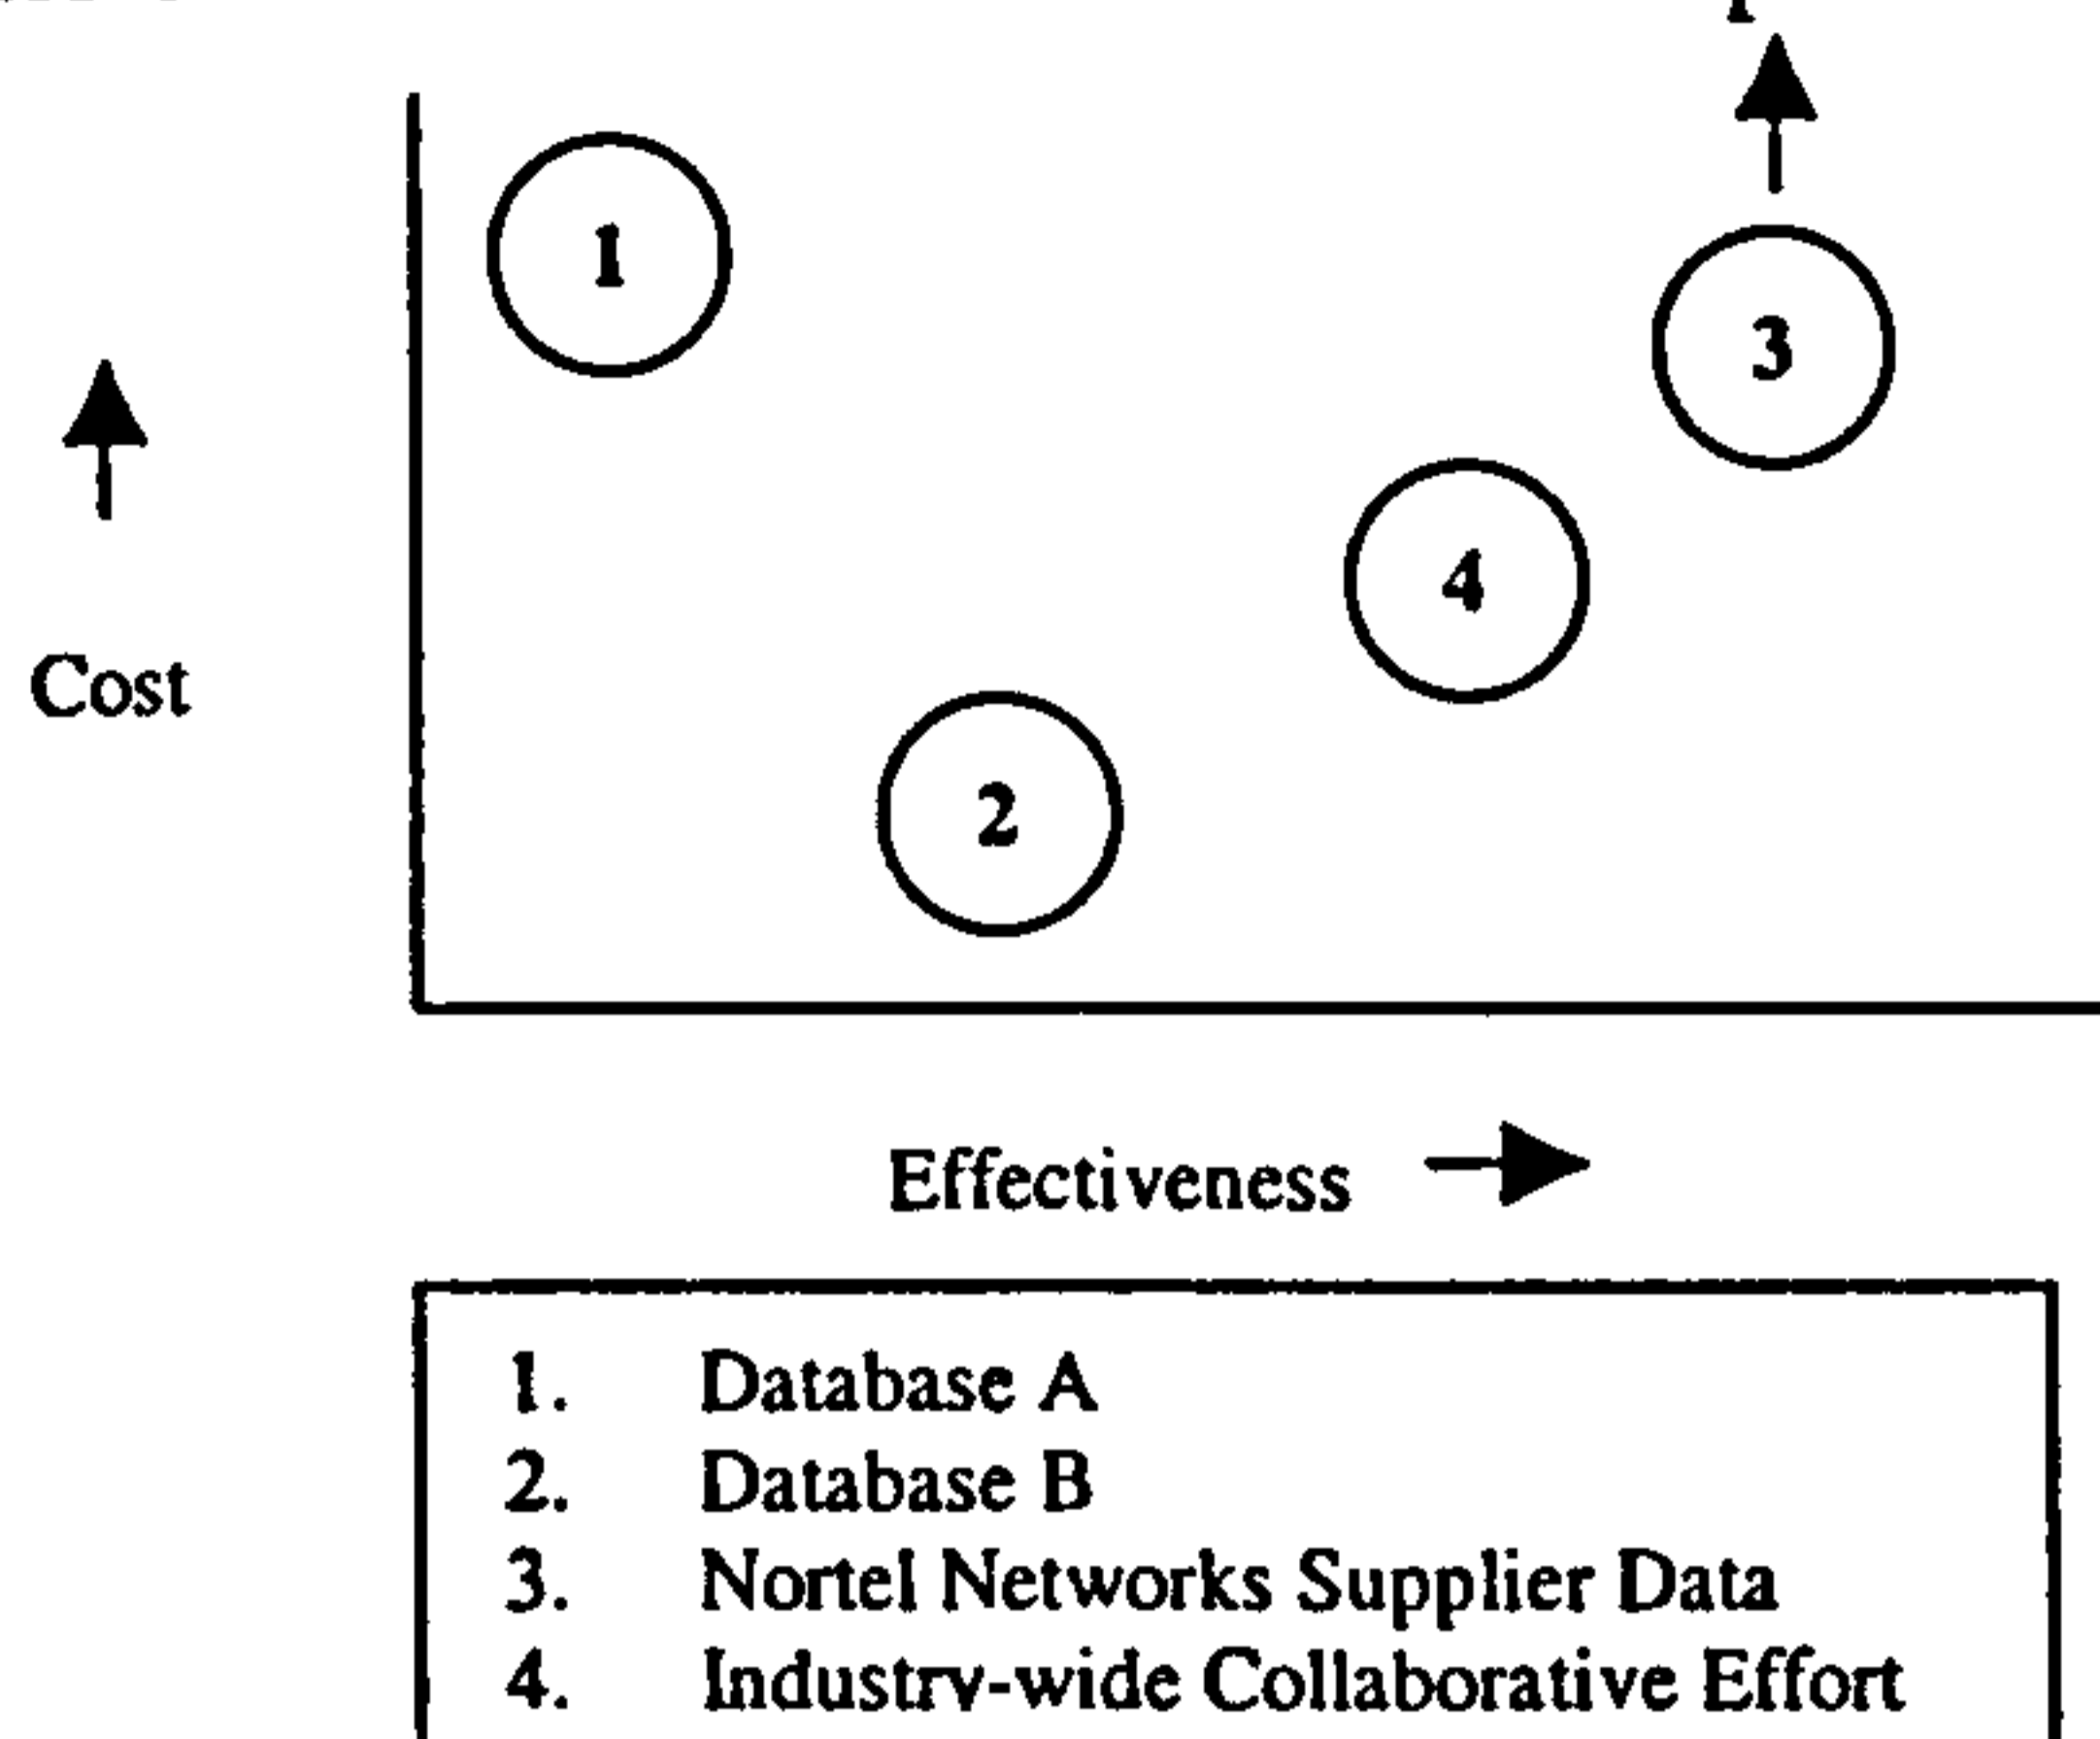 1
3
4
Cost
2
Effectiveness
1. Database A
2. Database B
3. Nortel Networks Supplier Data
4. Industry-wide Collaborative Effort